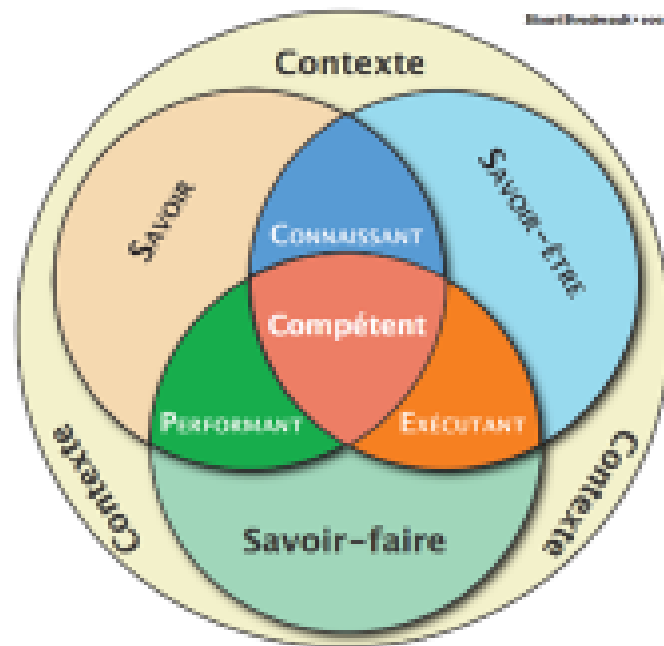 Contexte
SAVOIR
SAVOIR-ÊTRE
CONNAISSANT
Compétent
PERFORMANT
EXÉCUTANT
Contexte
Contexte
Savoir-faire